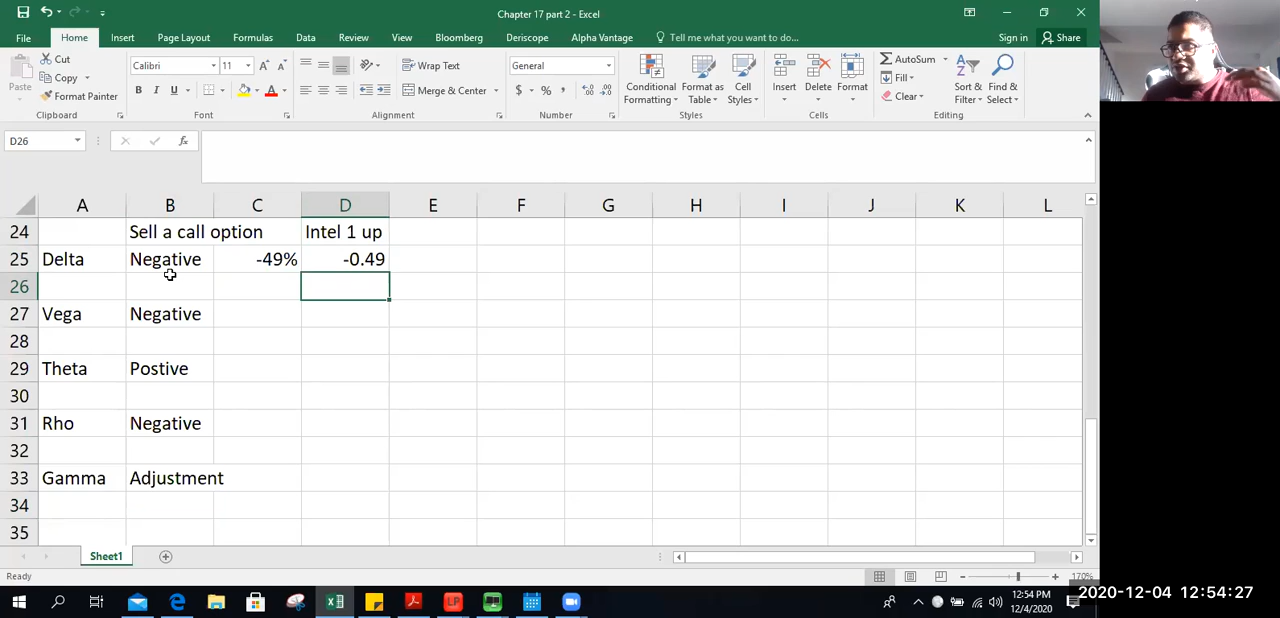 Chapter 17 part 2 - Excel
File Home Insert Page Layout Formulas Data Review View Bloomberg Deriscope Alpha Vantage Tell me what you want to do... Sign in Share
Paste Cut Copy Format Painter
Calibri 11 A A B I U A
Wrap Text Merge & Center
General $ % ,
Conditional Formatting Format as Table Cell Styles
Insert Delete Format
AutoSum Fill Clear Sort & Filter Find & Select
Clipboard Font Alignment Number Styles Cells Editing
D26 fx
A B C D E F G H I J K L
24 Sell a call option Intel 1 up
25 Delta Negative -49% -0.49
26
27 Vega Negative
28
29 Theta Postive
30
31 Rho Negative
32
33 Gamma Adjustment
34
35
Sheet1
Ready 170%
12:54 PM
12/4/2020
2020-12-04 12:54:27